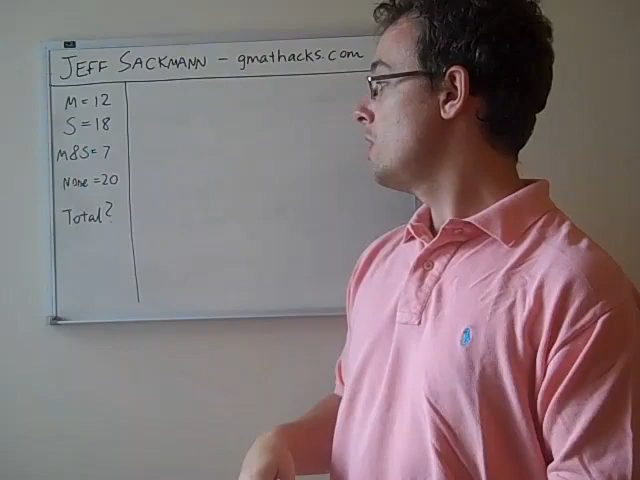 JEFF SACKMANN - gmathacks.com
M = 12
S = 18
M&S = 7
None = 20
Total?